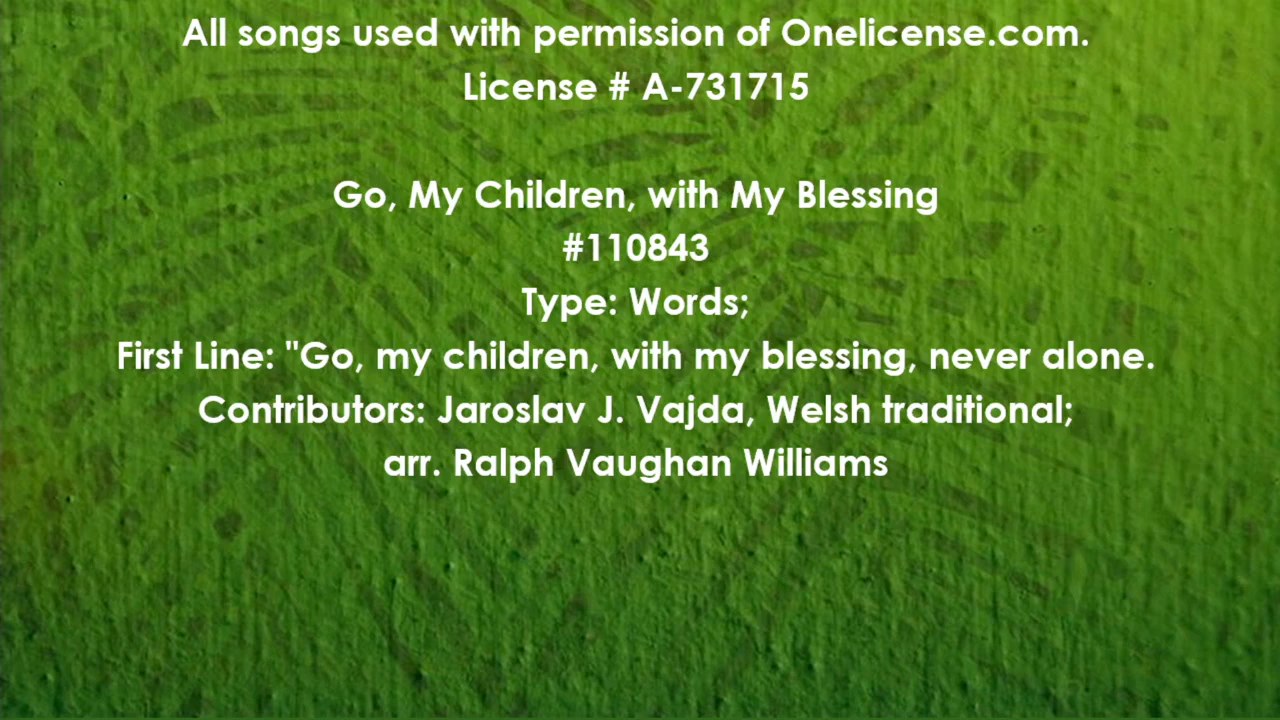 All songs used with permission of Onelicense.com.
License # A-731715
Go, My Children, with My Blessing
#110843
Type: Words;
First Line: "Go, my children, with my blessing, never alone.
Contributors: Jaroslav J. Vajda, Welsh traditional;
arr. Ralph Vaughan Williams